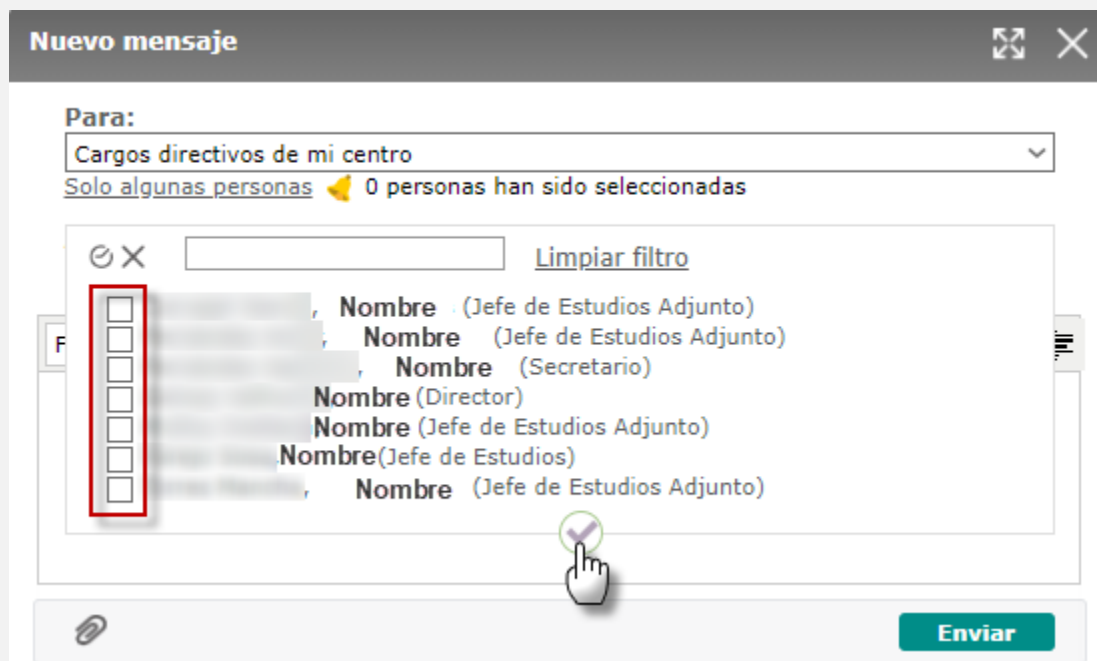 Nuevo mensaje
Para:
Cargos directivos de mi centro
Solo algunas personas 0 personas han sido seleccionadas
Limpiar filtro
, Nombre (Jefe de Estudios Adjunto)
, Nombre (Jefe de Estudios Adjunto)
, Nombre (Secretario)
Nombre (Director)
Nombre (Jefe de Estudios Adjunto)
Nombre (Jefe de Estudios)
, Nombre (Jefe de Estudios Adjunto)
F
Enviar